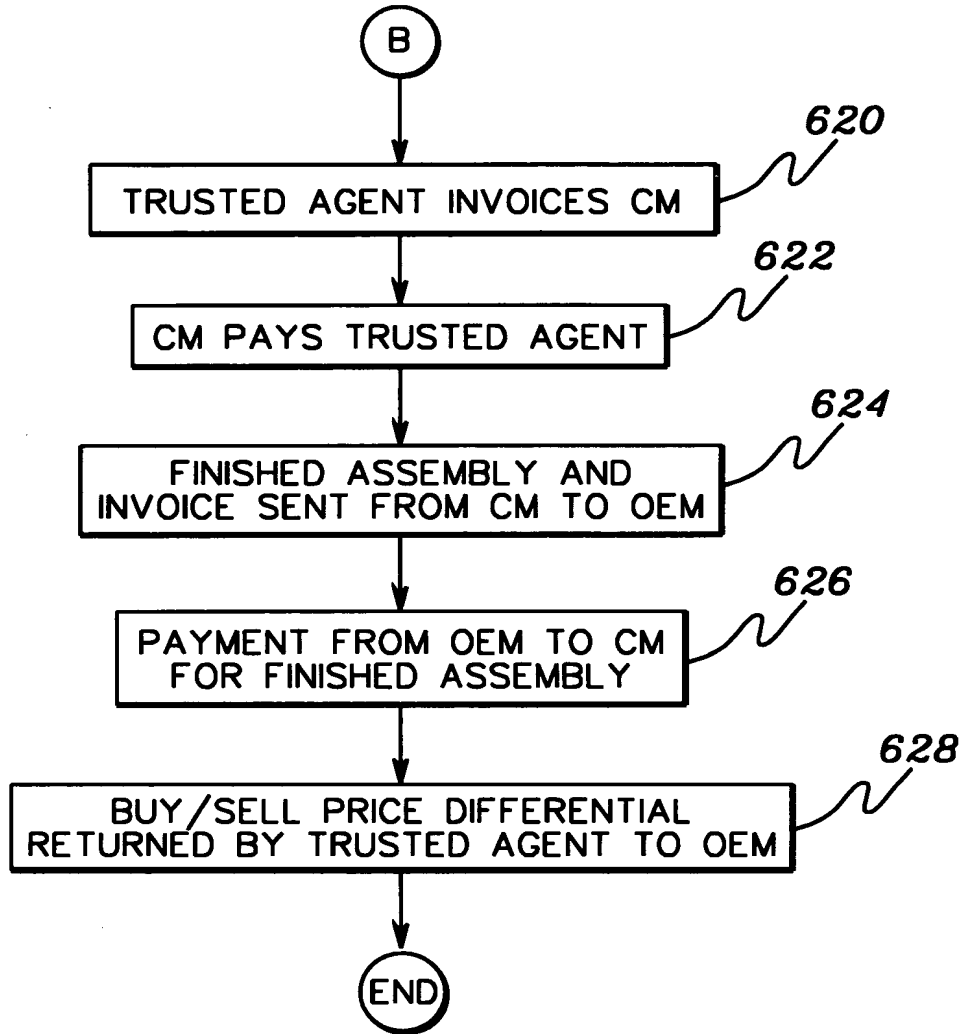 B
620
TRUSTED AGENT INVOICES CM
622
CM PAYS TRUSTED AGENT
624
FINISHED ASSEMBLY AND
INVOICE SENT FROM CM TO OEM
626
PAYMENT FROM OEM TO CM
FOR FINISHED ASSEMBLY
628
BUY/SELL PRICE DIFFERENTIAL
RETURNED BY TRUSTED AGENT TO OEM
END